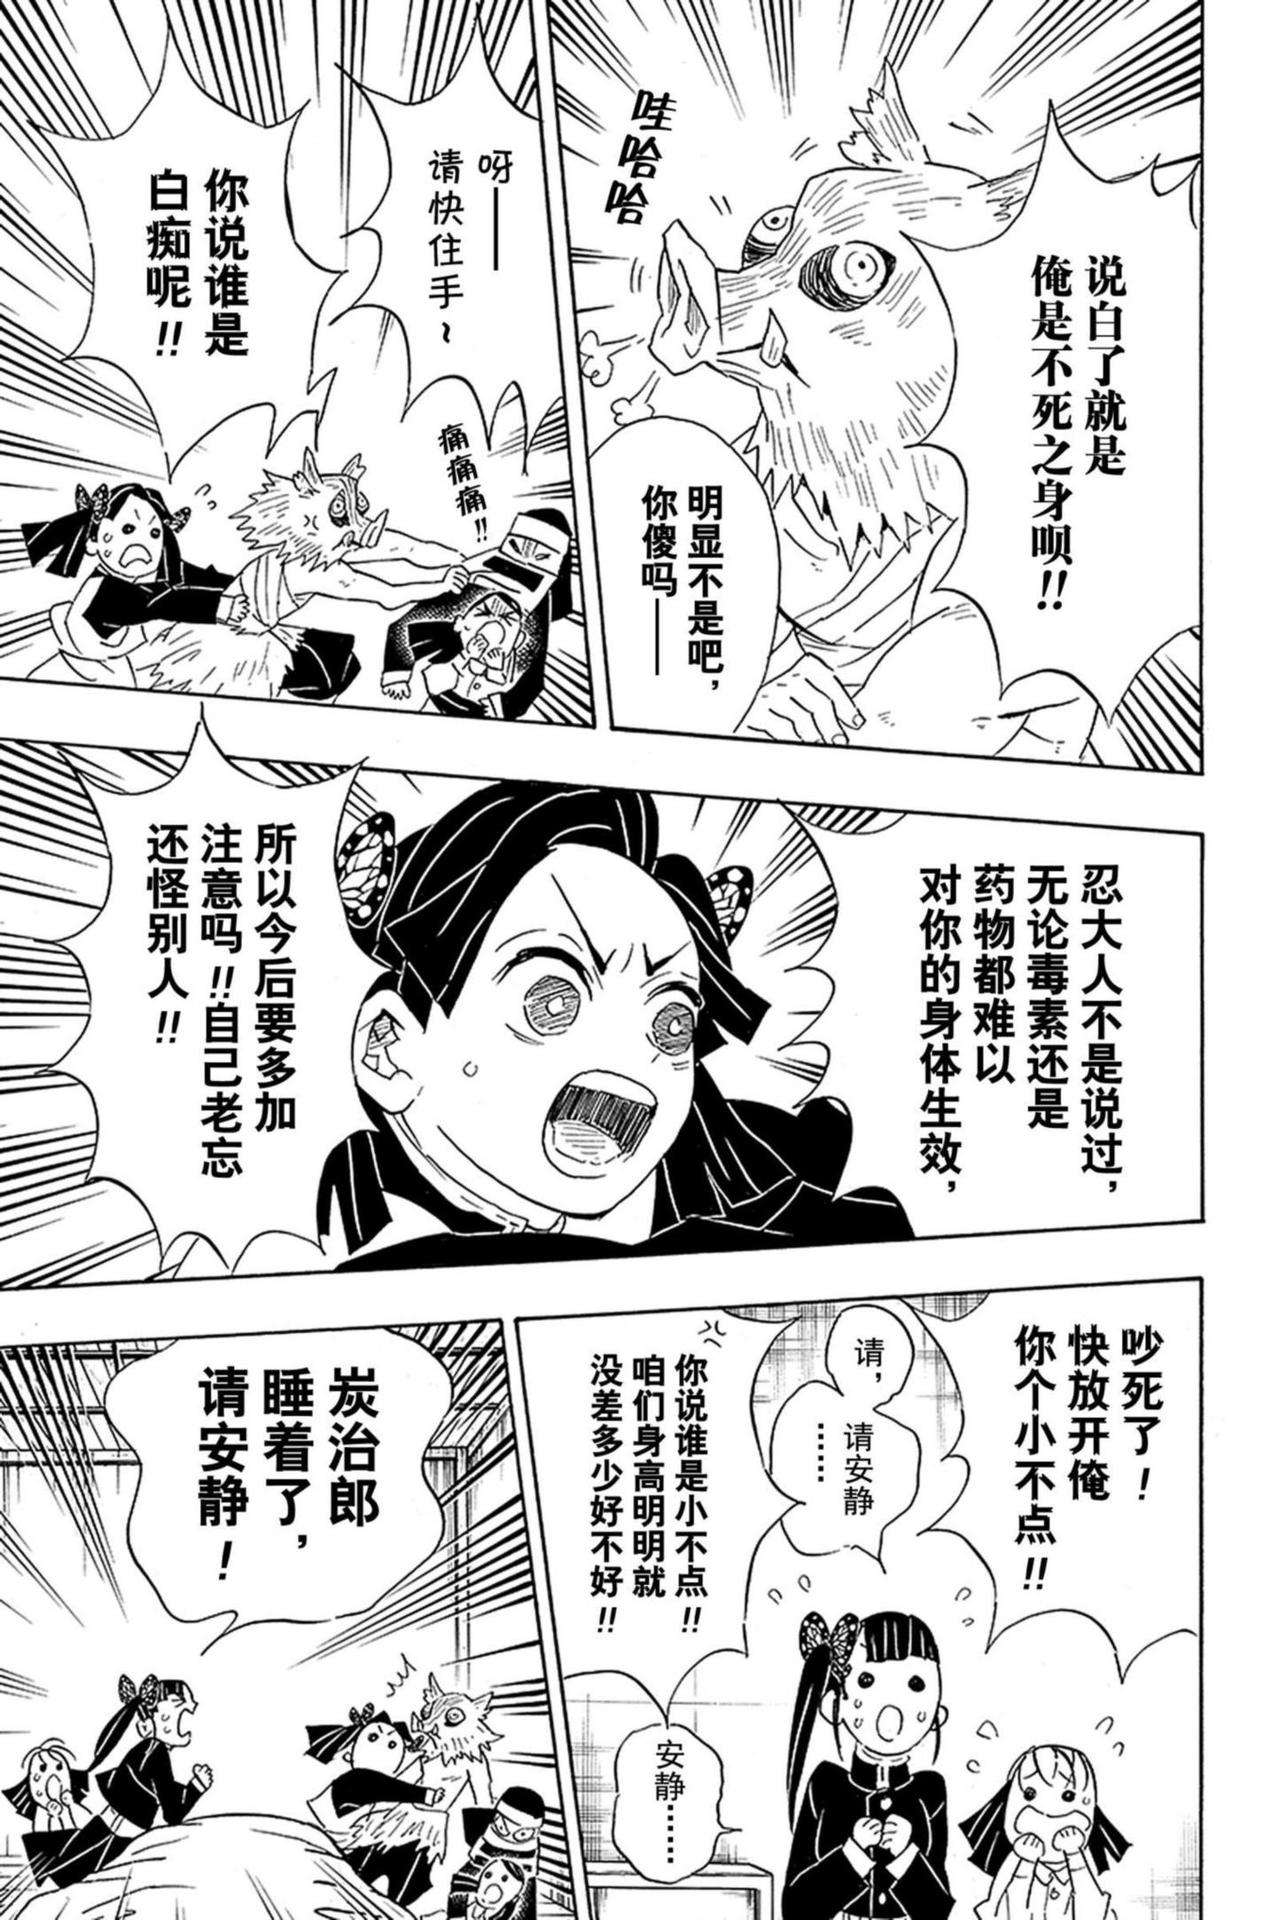 说白了就是
俺是不死之身呗!!
哇哈哈
明显不是吧，
你傻吗——
呀——
请快住手~
你说谁是
白痴呢!!
痛痛痛!!
忍大人不是说过，
无论毒素还是
药物都难以
对你的身体生效，
所以今后要多加
注意吗!!自己老忘
还怪别人!!
吵死了!
快放开俺
你个小不点!!
请，
……请安静
你说谁是小不点!!
咱们身高明明就
没差多少好不好!!
安静……
炭治郎
睡着了，
请安静!